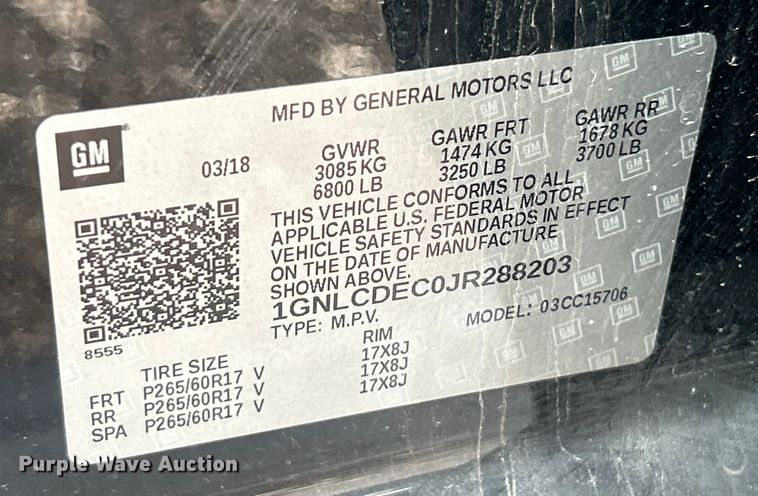 MFD BY GENERAL MOTORS LLC
GM
03/18
GVWR GAWR FRT GAWR RR
3085 KG 1474 KG 1678 KG
6800 LB 3250 LB 3700 LB
THIS VEHICLE CONFORMS TO ALL
APPLICABLE U.S. FEDERAL MOTOR
VEHICLE SAFETY STANDARDS IN EFFECT
ON THE DATE OF MANUFACTURE
SHOWN ABOVE.
1GNLCDEC0JR288203
TYPE: M.P.V. MODEL: 03CC15706
8555
TIRE SIZE RIM
FRT P265/60R17 V 17X8J
RR P265/60R17 V 17X8J
SPA P265/60R17 V 17X8J
Purple Wave Auction